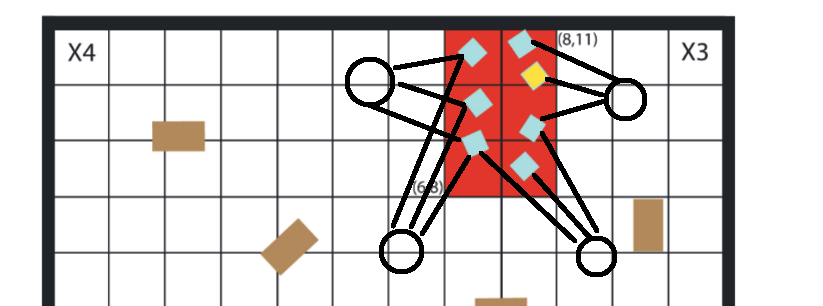 X4
(8,11)
X3
(6,8)